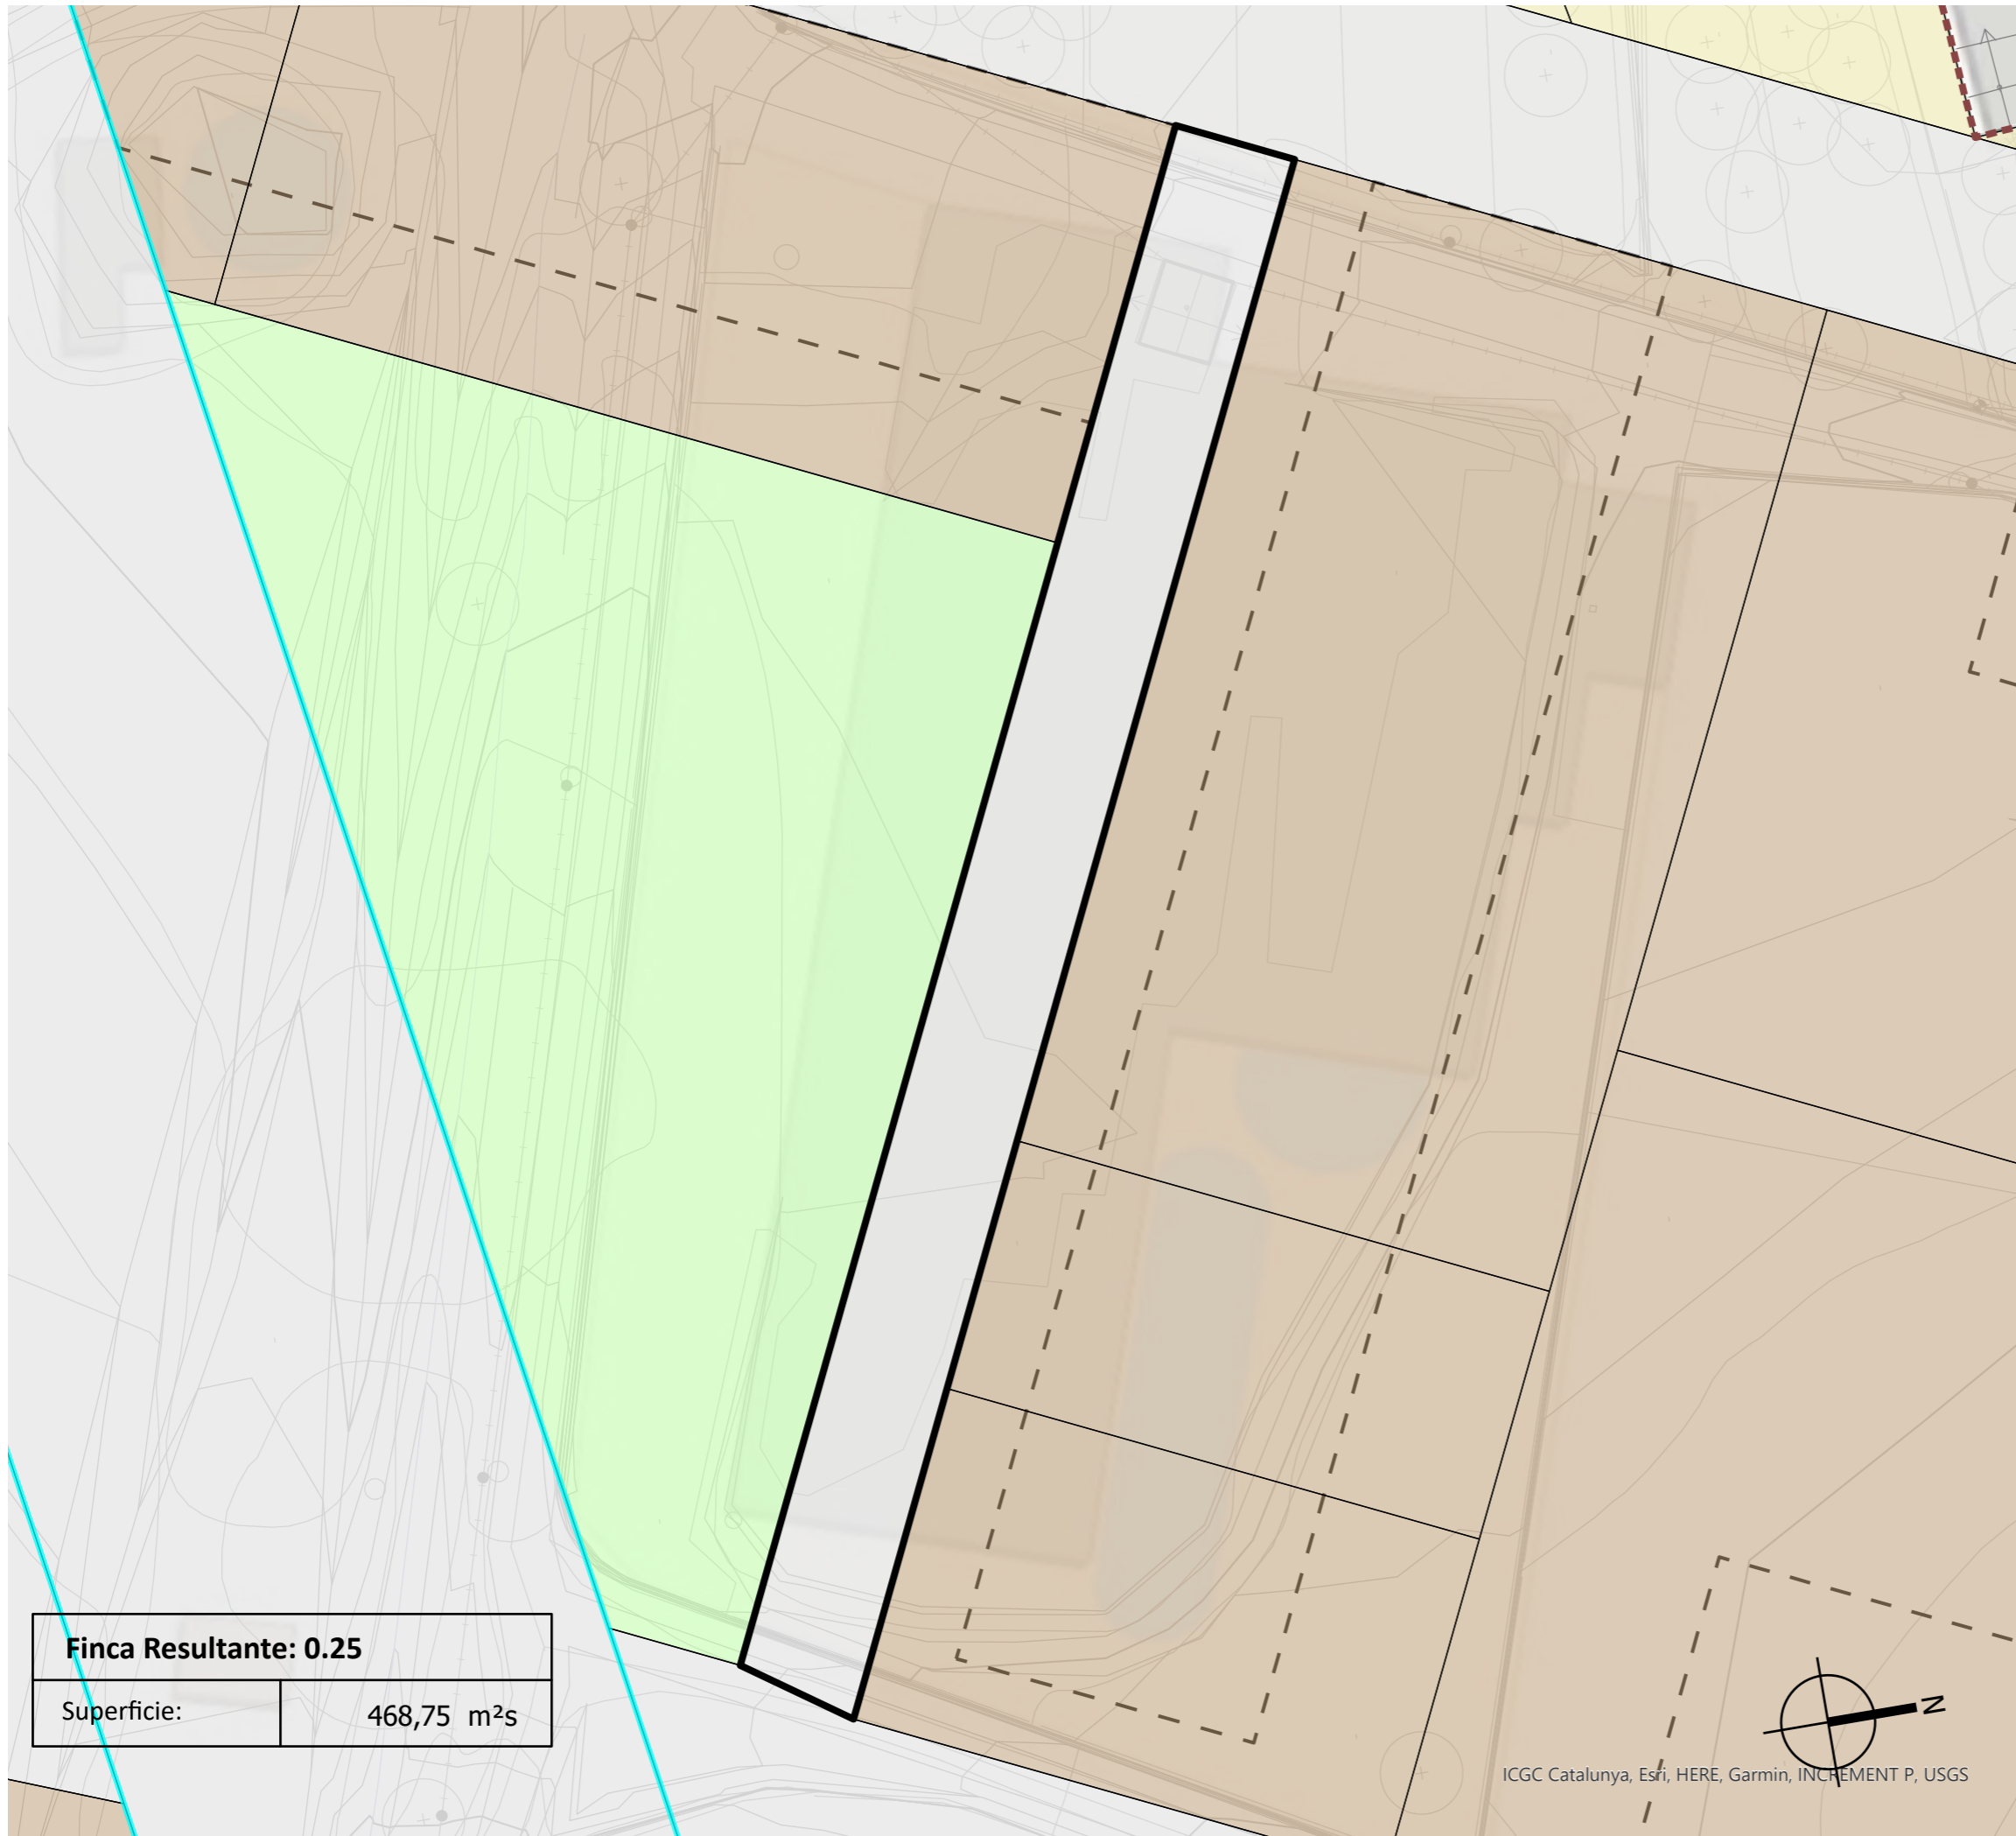 Finca Resultante: 0.25
Superficie: 468,75 m²s
N
ICGC Catalunya, Esri, HERE, Garmin, INCREMENT P, USGS